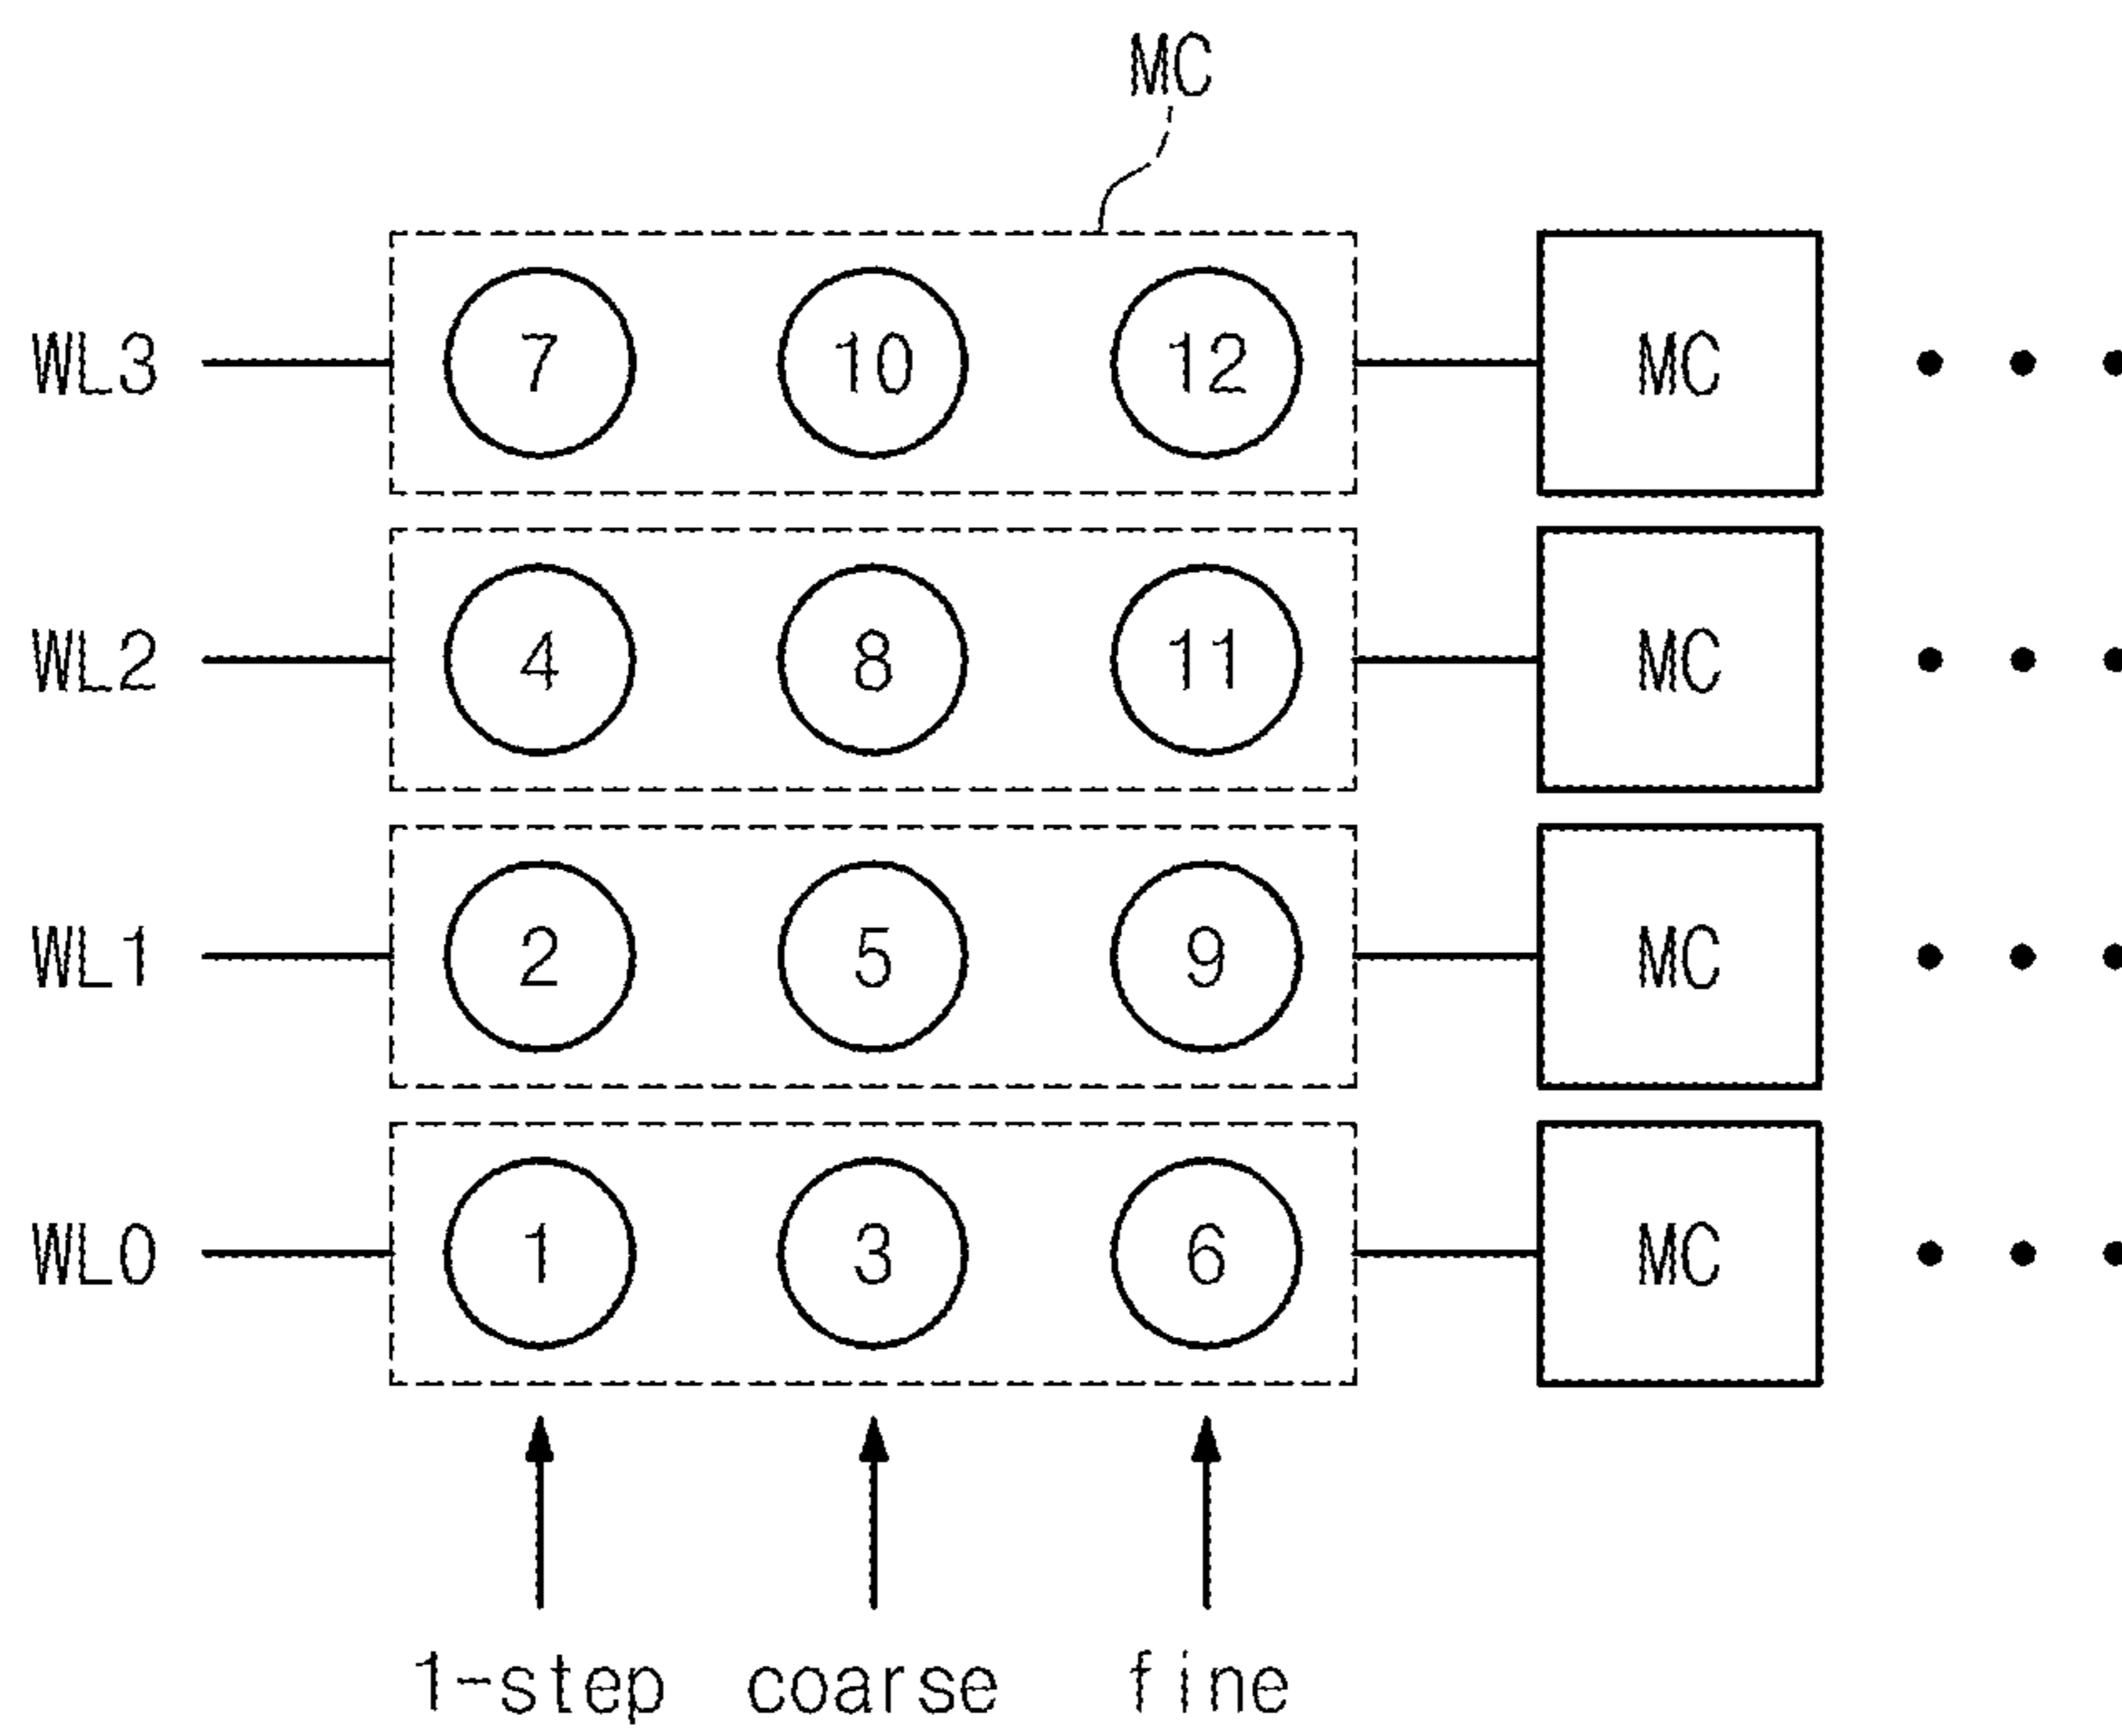 MC
WL3 7 10 12 MC
WL2 4 8 11 MC
WL1 2 5 9 MC
WL0 1 3 6 MC
1-step coarse fine